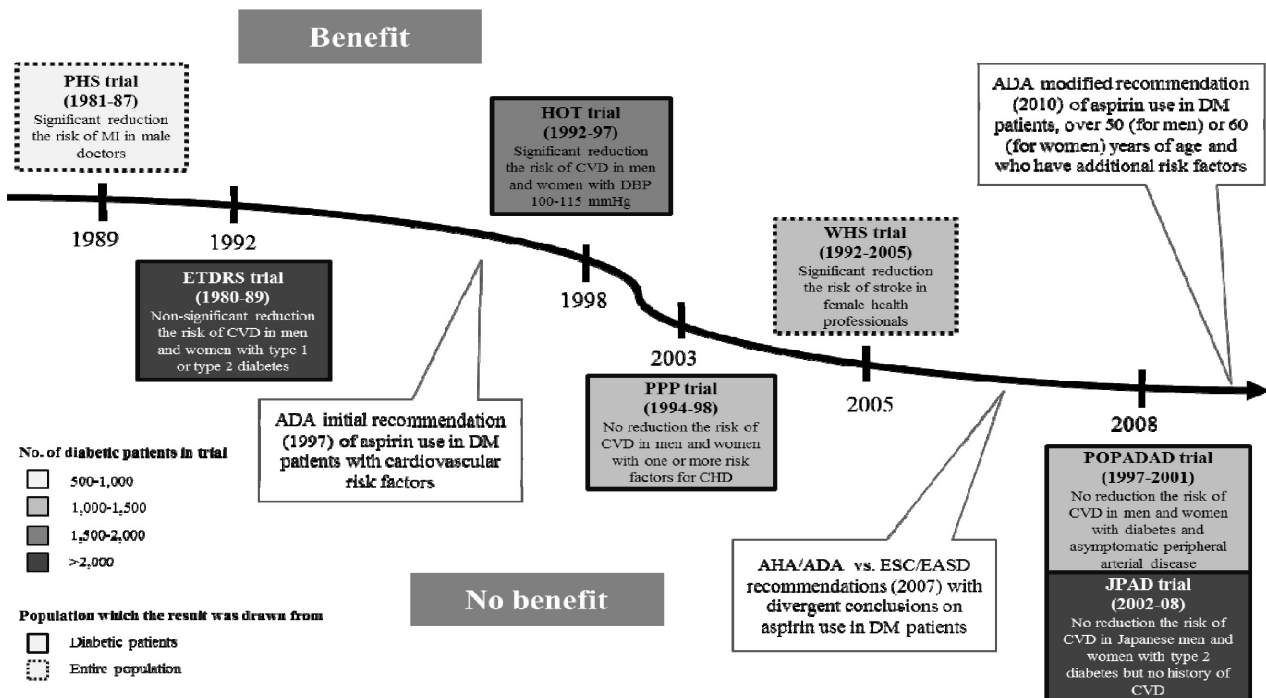 Benefit
PHS trial
(1981-87)
Significant reduction
the risk of MI in male
doctors
HOT trial
(1992-97)
Significant reduction
the risk of CVD in men
and women with DBP
100-115 mmHg
ADA modified recommendation
(2010) of aspirin use in DM
patients, over 50 (for men) or 60
(for women) years of age and
who have additional risk factors
WHS trial
(1992-2005)
Significant reduction
the risk of stroke in
female health
professionals
1989
1992
1998
2003
2005
2008
ETDRS trial
(1980-89)
Non-significant reduction
the risk of CVD in men
and women with type 1
or type 2 diabetes
ADA initial recommendation
(1997) of aspirin use in DM
patients with cardiovascular
risk factors
PPP trial
(1994-98)
No reduction the risk of
CVD in men and women
with one or more risk
factors for CHD
AHA/ADA vs. ESC/EASD
recommendations (2007) with
divergent conclusions on
aspirin use in DM patients
POPADAD trial
(1997-2001)
No reduction the risk of
CVD in men and women
with diabetes and
asymptomatic peripheral
arterial disease
JPAD trial
(2002-08)
No reduction the risk of
CVD in Japanese men and
women with type 2
diabetes but no history of
CVD
No benefit
No. of diabetic patients in trial
500-1,000
1,000-1,500
1,500-2,000
>2,000
Population which the result was drawn from
Diabetic patients
Entire population